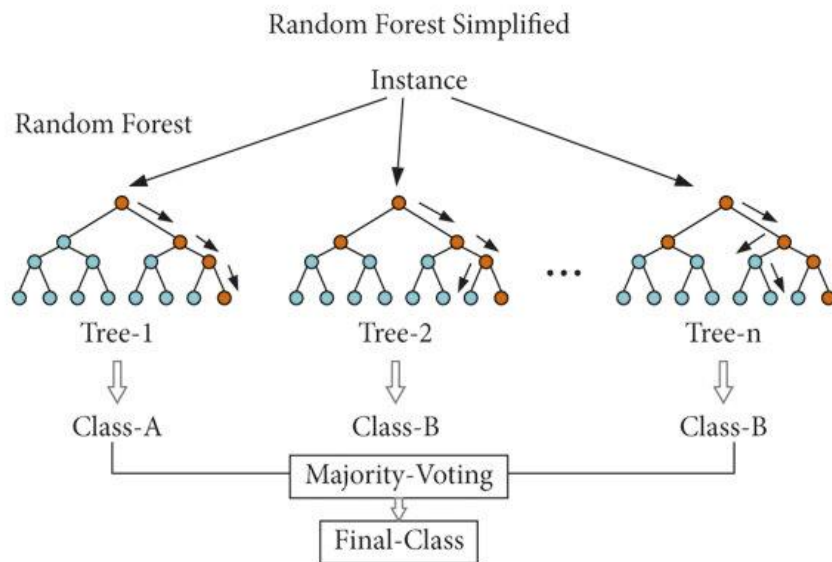 Random Forest Simplified
Instance
Random Forest
...
Tree-1 Tree-2 Tree-n
Class-A Class-B Class-B
Majority-Voting
Final-Class